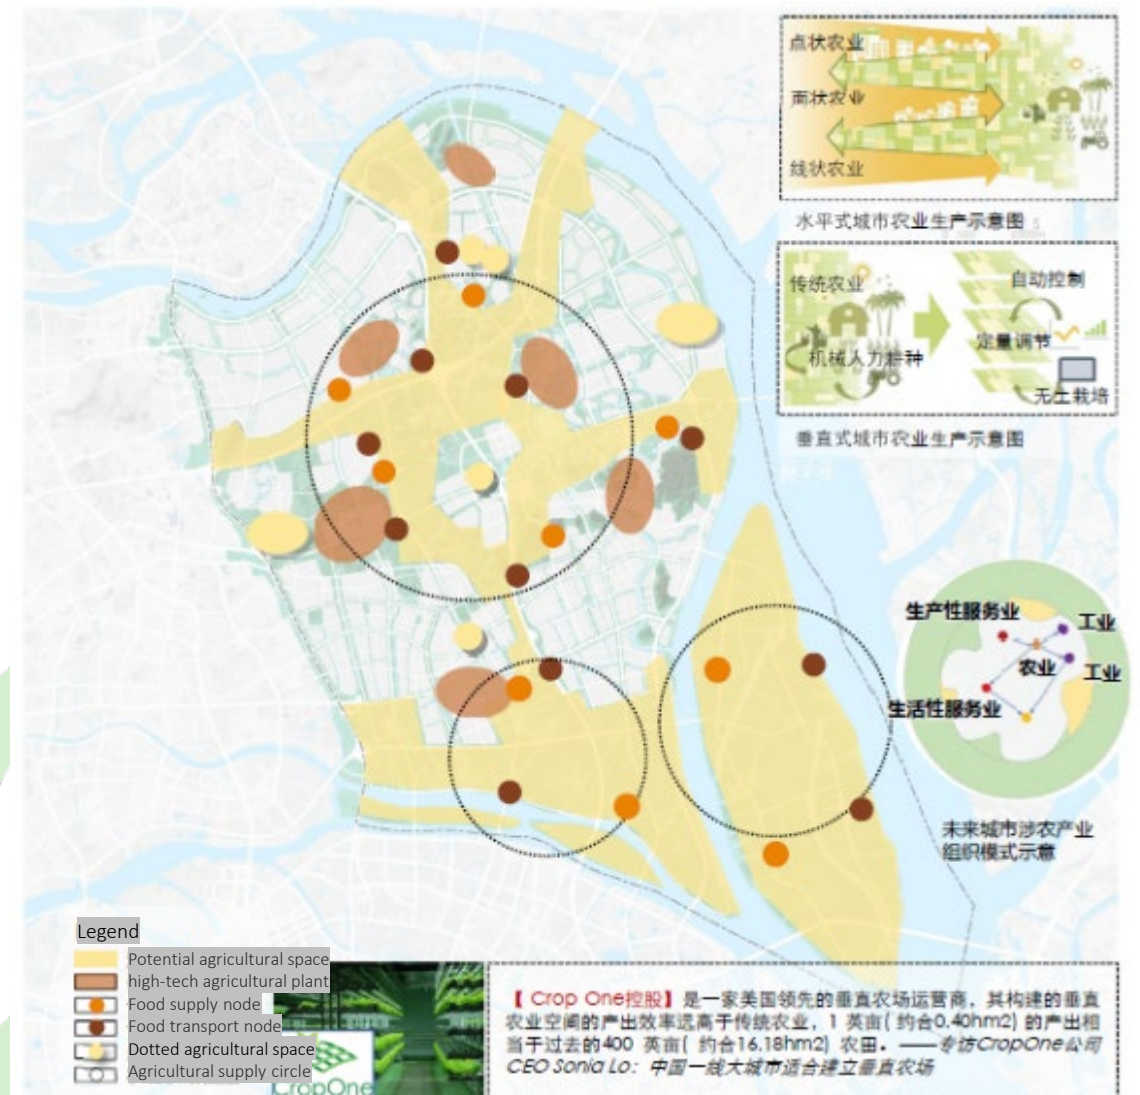 点状农业
面状农业
线状农业
水平式城市农业生产示意图
传统农业
自动控制
定量调节
机械人力耕种
无土栽培
垂直式城市农业生产示意图
生产性服务业
工业
农业
工业
生活性服务业
未来城市涉农产业
组织模式示意
Legend
Potential agricultural space
high-tech agricultural plant
Food supply node
Food transport node
Dotted agricultural space
Agricultural supply circle
CropOne
【 Crop One控股】是一家美国领先的垂直农场运营商，其构建的垂直
农业空间的产出效率远高于传统农业，1 英亩( 约合0.40hm2) 的产出相
当于过去的400 英亩( 约合16.18hm2) 农田。——专访CropOne公司
CEO Sonia Lo：中国一线大城市适合建立垂直农场